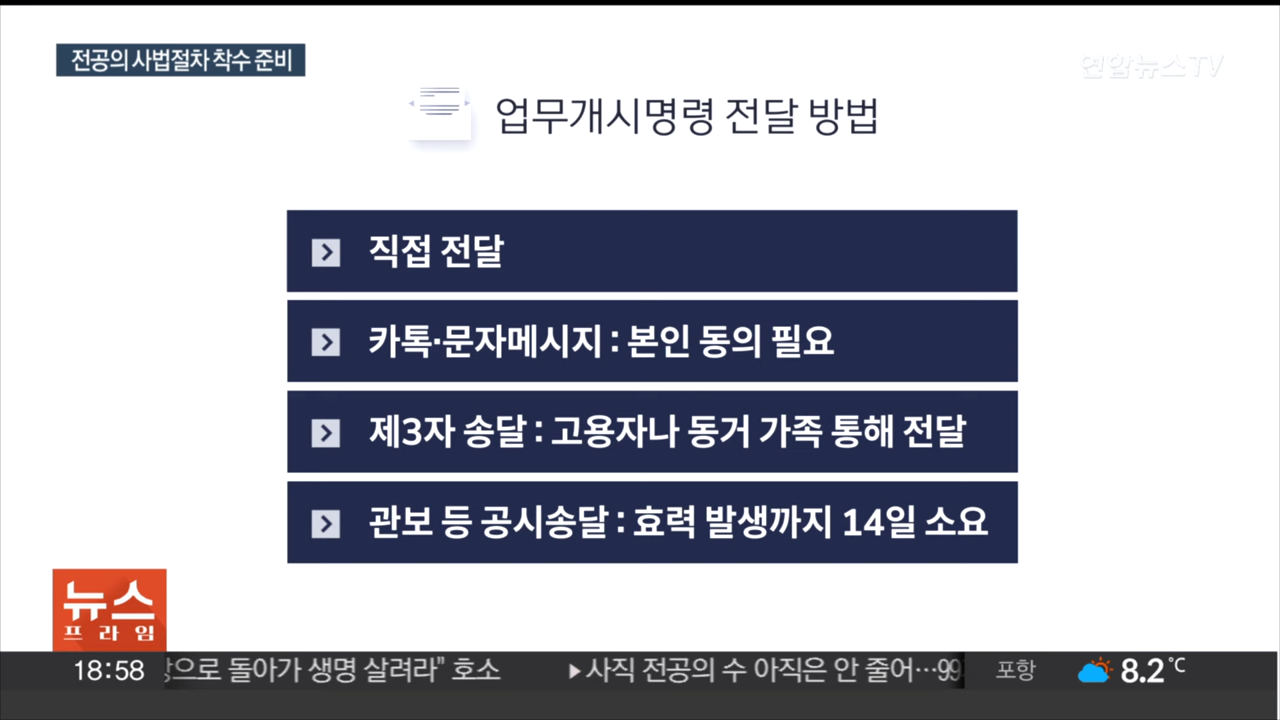 전공의 사법절차 착수 준비
연합뉴스TV
업무개시명령 전달 방법
직접 전달
카톡·문자메시지 : 본인 동의 필요
제3자 송달 : 고용자나 동거 가족 통해 전달
관보 등 공시송달 : 효력 발생까지 14일 소요
뉴스
프라임
18:58 돌아가 생명 살려라” 호소 ▶사직 전공의 수 아직은 안 줄어… 포항 8.2℃